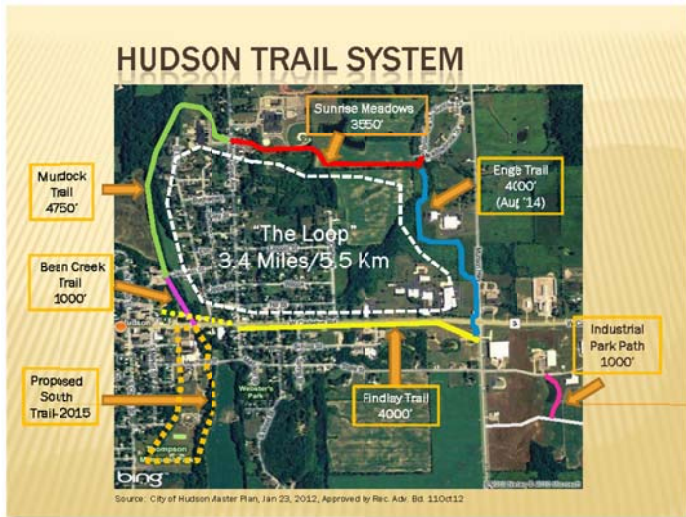 HUDSON TRAIL SYSTEM
Sunrise Meadows
3550'
Murdock
Trail
4750'
Enge Trail
4000'
(Aug '14)
"The Loop"
3.4 Miles/5.5 Km
Bean Creek
Trail
1000'
Hudson
Industrial
Park Path
1000'
Proposed
South
Trail-2015
Webster's
Park
Findlay Trail
4000'
Thompson
bing
Source: City of Hudson Master Plan, Jan 23, 2012, Approved by Rec. Adv. Bd. 11Oct12